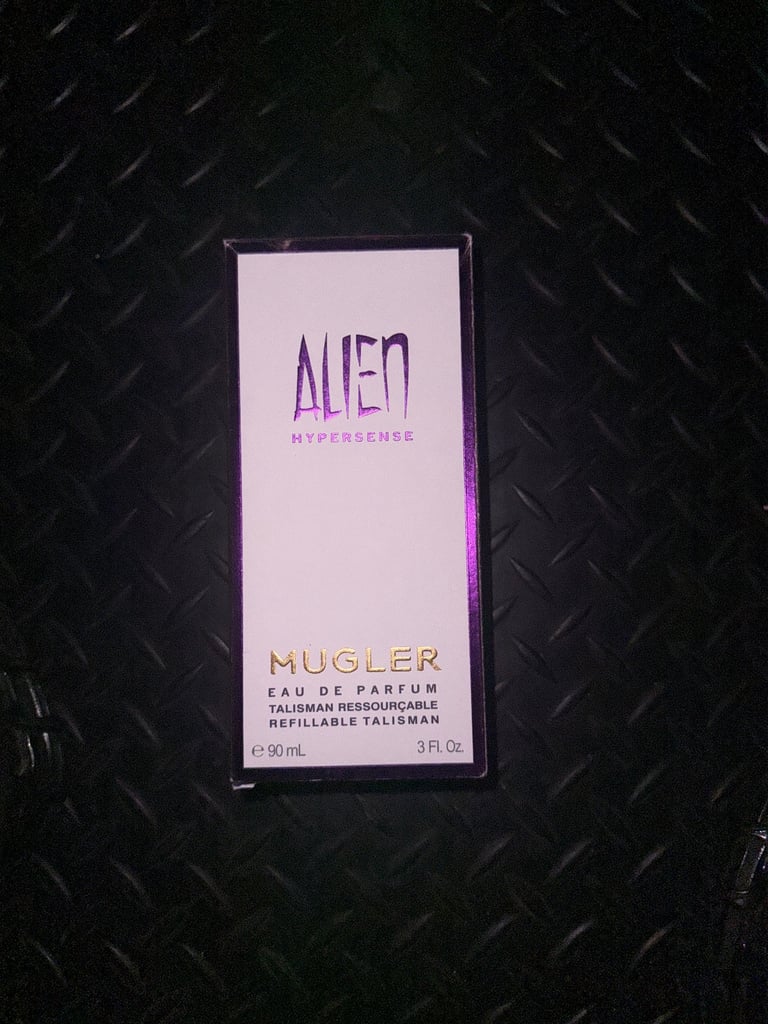 ALIEN
HYPERSENSE
MUGLER
EAU DE PARFUM
TALISMAN RESSOURÇABLE
REFILLABLE TALISMAN
℮ 90 mL 3 Fl. Oz.